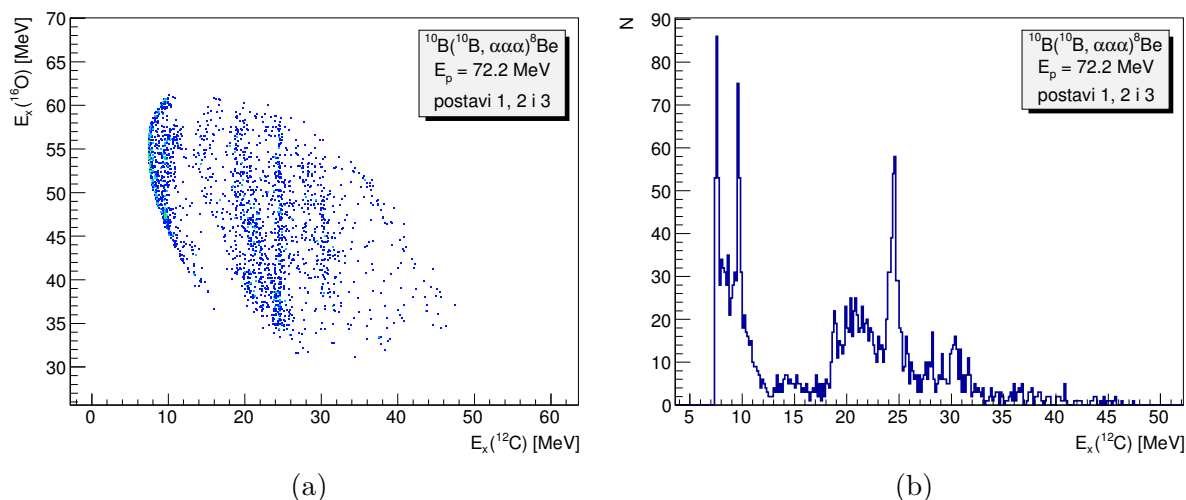 E_x(¹⁶O) [MeV]
70
65
60
55
50
45
40
35
30
0 10 20 30 40 50 60
E_x(¹²C) [MeV]
¹⁰B(¹⁰B, ααα)⁸Be
E_p = 72.2 MeV
postavi 1, 2 i 3
(a)
N
90
80
70
60
50
40
30
20
10
0
5 10 15 20 25 30 35 40 45 50
E_x(¹²C) [MeV]
¹⁰B(¹⁰B, ααα)⁸Be
E_p = 72.2 MeV
postavi 1, 2 i 3
(b)